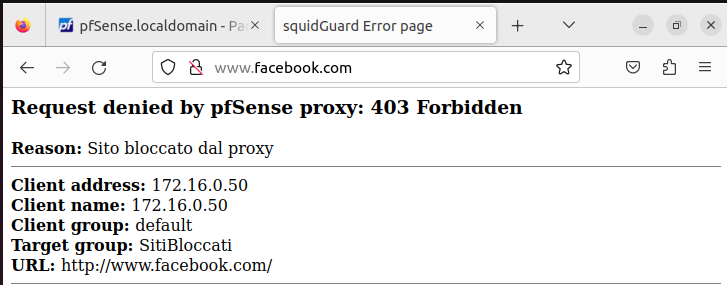 pfSense.localdomain - Pac
squidGuard Error page
www.facebook.com
Request denied by pfSense proxy: 403 Forbidden
Reason: Sito bloccato dal proxy
Client address: 172.16.0.50
Client name: 172.16.0.50
Client group: default
Target group: SitiBloccati
URL: http://www.facebook.com/